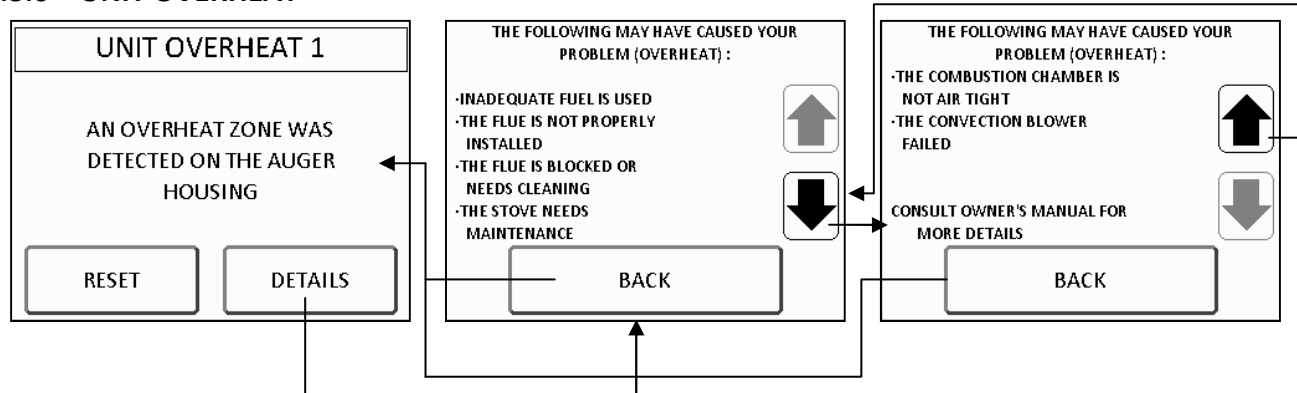 UNIT OVERHEAT
UNIT OVERHEAT 1
AN OVERHEAT ZONE WAS
DETECTED ON THE AUGER
HOUSING
RESET
DETAILS
THE FOLLOWING MAY HAVE CAUSED YOUR
PROBLEM (OVERHEAT) :
·INADEQUATE FUEL IS USED
·THE FLUE IS NOT PROPERLY
INSTALLED
·THE FLUE IS BLOCKED OR
NEEDS CLEANING
·THE STOVE NEEDS
MAINTENANCE
BACK
THE FOLLOWING MAY HAVE CAUSED YOUR
PROBLEM (OVERHEAT) :
·THE COMBUSTION CHAMBER IS
NOT AIR TIGHT
·THE CONVECTION BLOWER
FAILED
CONSULT OWNER'S MANUAL FOR
MORE DETAILS
BACK